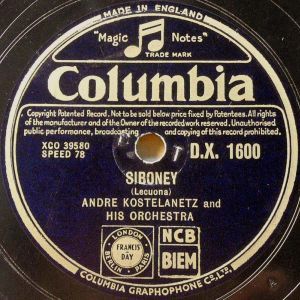 MADE IN ENGLAND
"Magic Notes"
TRADE MARK
Columbia
Copyright Patented Record. Not to be sold below price fixed by Patentees. All rights
of the manufacturer and of the Owner of the recorded work reserved. Unauthorised
public performance, broadcasting and copying of this record prohibited.
XCO 39580
SPEED 78
D.X. 1600
SIBONEY
(Lecuona)
ANDRE KOSTELANETZ and
HIS ORCHESTRA
LONDON
FRANCIS & DAY
BERLIN PARIS
NCB
BIEM
COLUMBIA GRAPHOPHONE CO., LTD.